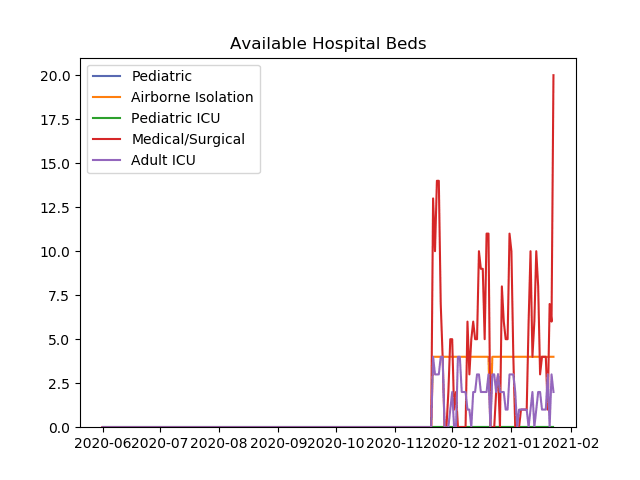 Available Hospital Beds
Pediatric
Airborne Isolation
Pediatric ICU
Medical/Surgical
Adult ICU
20.0
17.5
15.0
12.5
10.0
7.5
5.0
2.5
0.0
2020-06 2020-07 2020-08 2020-09 2020-10 2020-11 2020-12 2021-01 2021-02